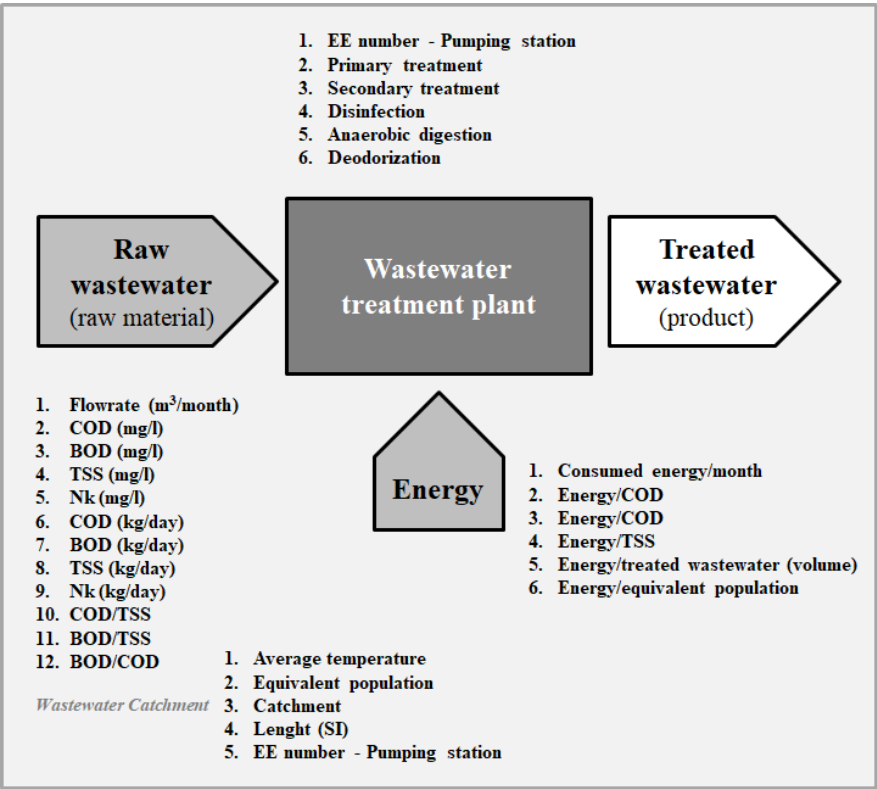 1. EE number - Pumping station
2. Primary treatment
3. Secondary treatment
4. Disinfection
5. Anaerobic digestion
6. Deodorization
Raw
wastewater
(raw material)
Wastewater
treatment plant
Treated
wastewater
(product)
1. Flowrate (m³/month)
2. COD (mg/l)
3. BOD (mg/l)
4. TSS (mg/l)
5. Nk (mg/l)
6. COD (kg/day)
7. BOD (kg/day)
8. TSS (kg/day)
9. Nk (kg/day)
10. COD/TSS
11. BOD/TSS
12. BOD/COD
Wastewater Catchment
Energy
1. Consumed energy/month
2. Energy/COD
3. Energy/COD
4. Energy/TSS
5. Energy/treated wastewater (volume)
6. Energy/equivalent population
1. Average temperature
2. Equivalent population
3. Catchment
4. Lenght (SI)
5. EE number - Pumping station